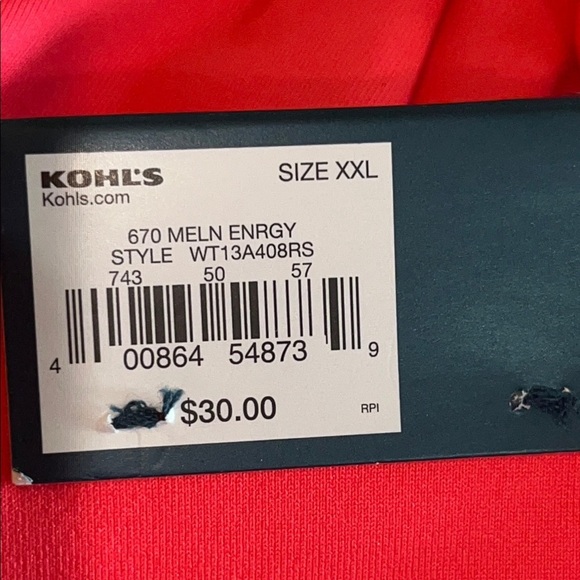 KOHL'S
SIZE XXL
Kohls.com
670 MELN ENRGY
STYLE WT13A408RS
743 50 57
4 00864 54873 9
$30.00
RPI